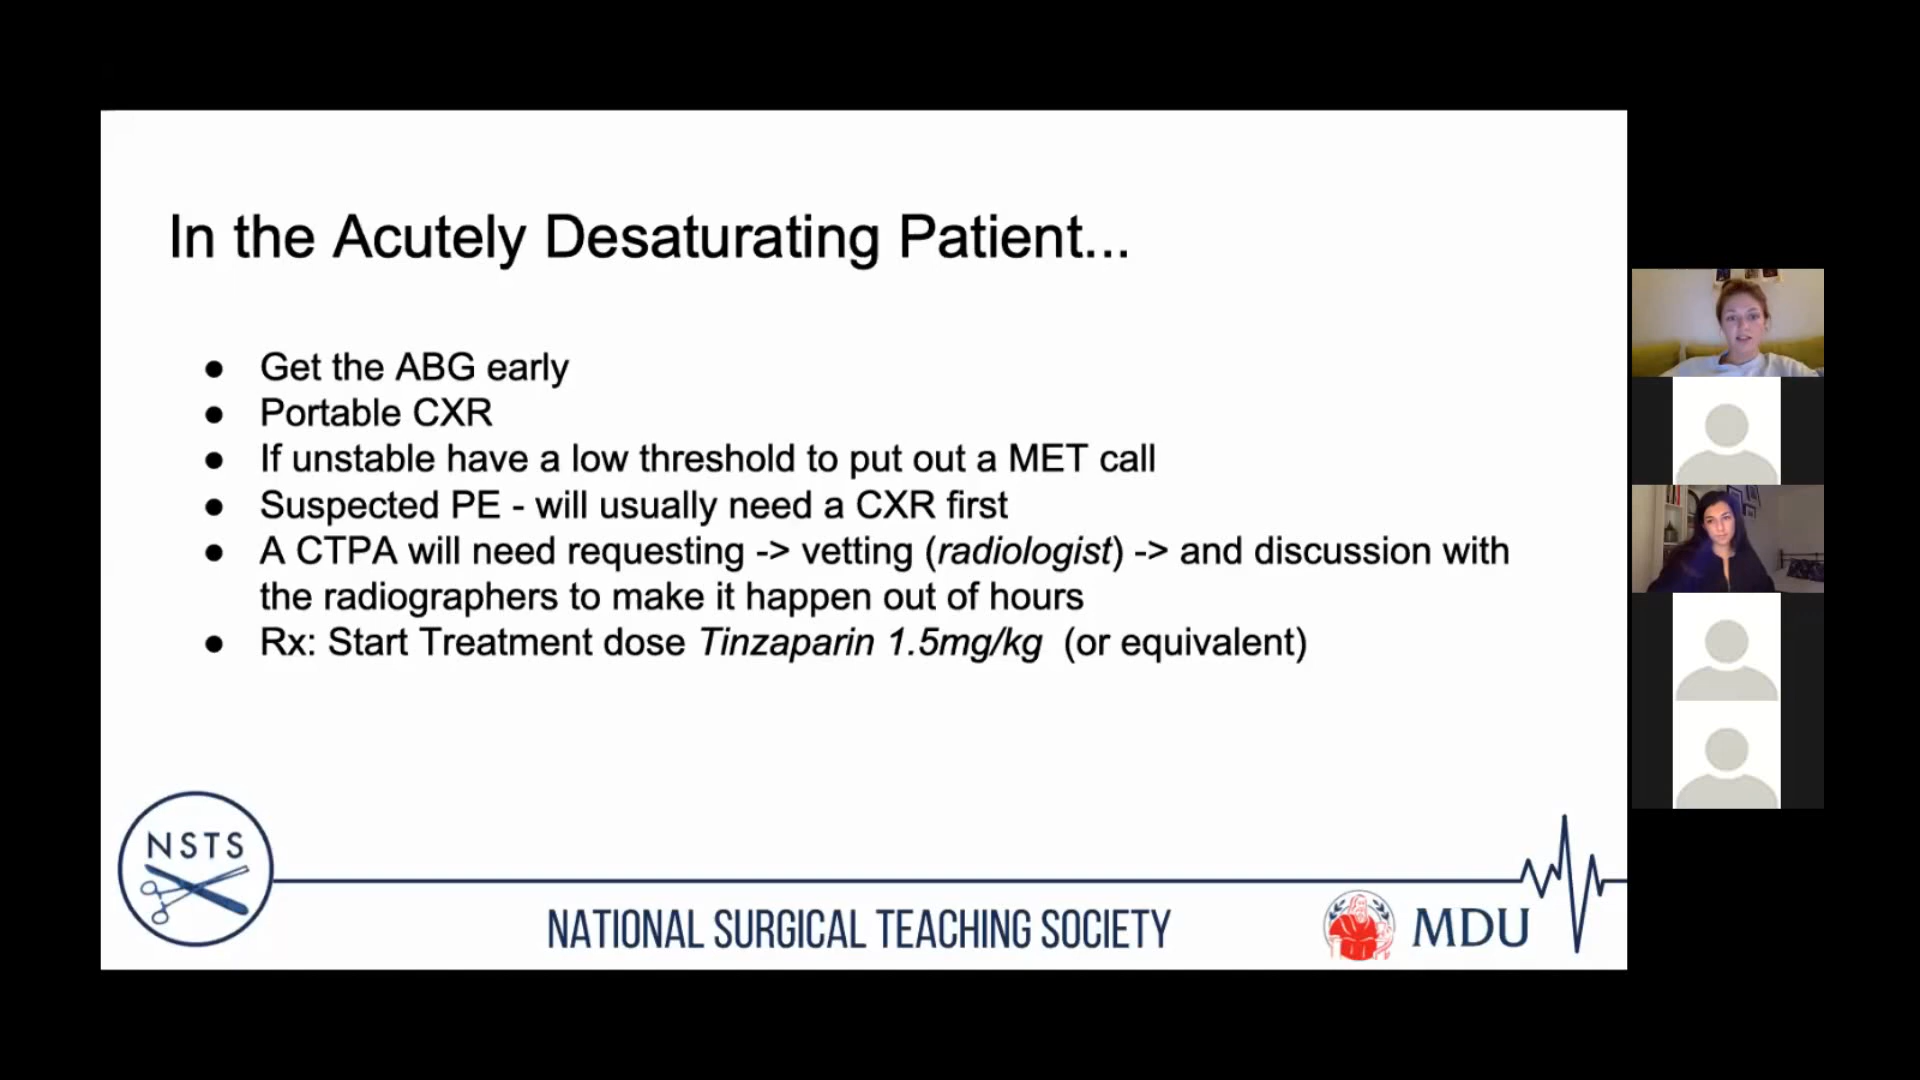 In the Acutely Desaturating Patient...
● Get the ABG early
● Portable CXR
● If unstable have a low threshold to put out a MET call
● Suspected PE - will usually need a CXR first
● A CTPA will need requesting -> vetting (radiologist) -> and discussion with
the radiographers to make it happen out of hours
● Rx: Start Treatment dose Tinzaparin 1.5mg/kg (or equivalent)
NSTS
NATIONAL SURGICAL TEACHING SOCIETY
MDU